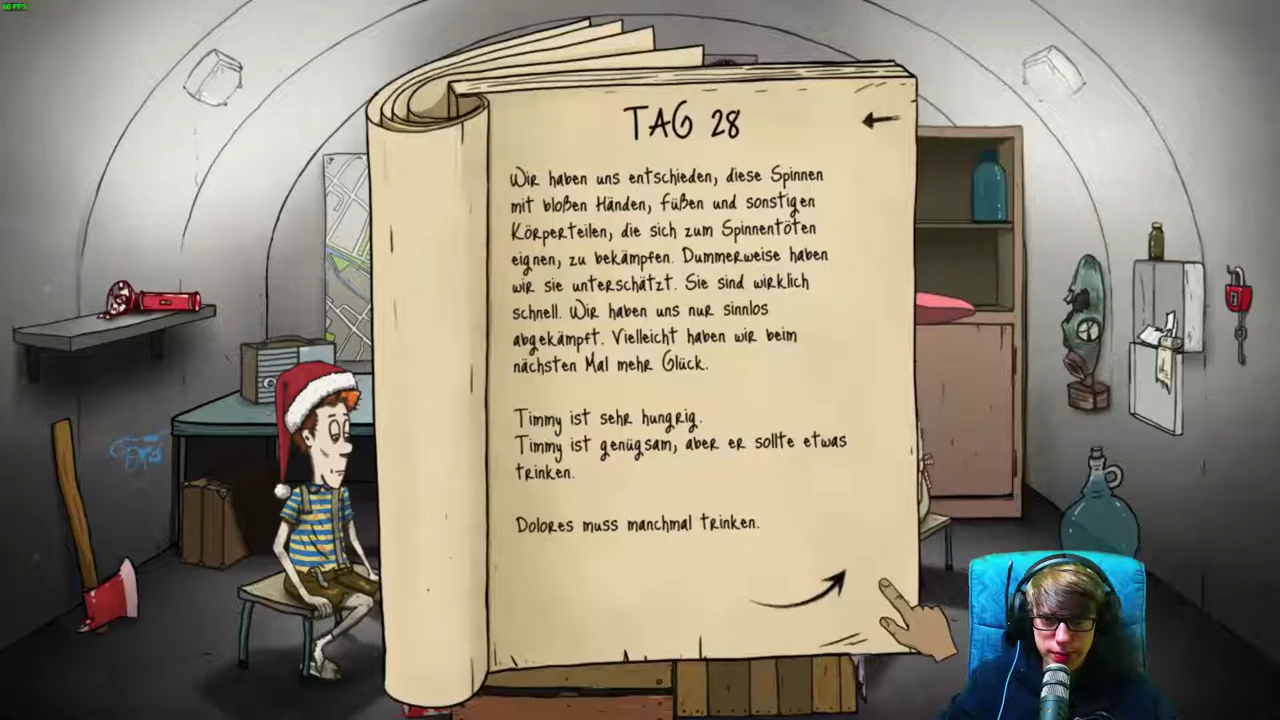 60 FPS
TAG 28
Wir haben uns entschieden, diese Spinnen
mit bloßen Händen, Füßen und sonstigen
Körperteilen, die sich zum Spinnentöten
eignen, zu bekämpfen. Dummerweise haben
wir sie unterschätzt. Sie sind wirklich
schnell. Wir haben uns nur sinnlos
abgekämpft. Vielleicht haben wir beim
nächsten Mal mehr Glück.
Timmy ist sehr hungrig.
Timmy ist genügsam, aber er sollte etwas
trinken.
Dolores muss manchmal trinken.